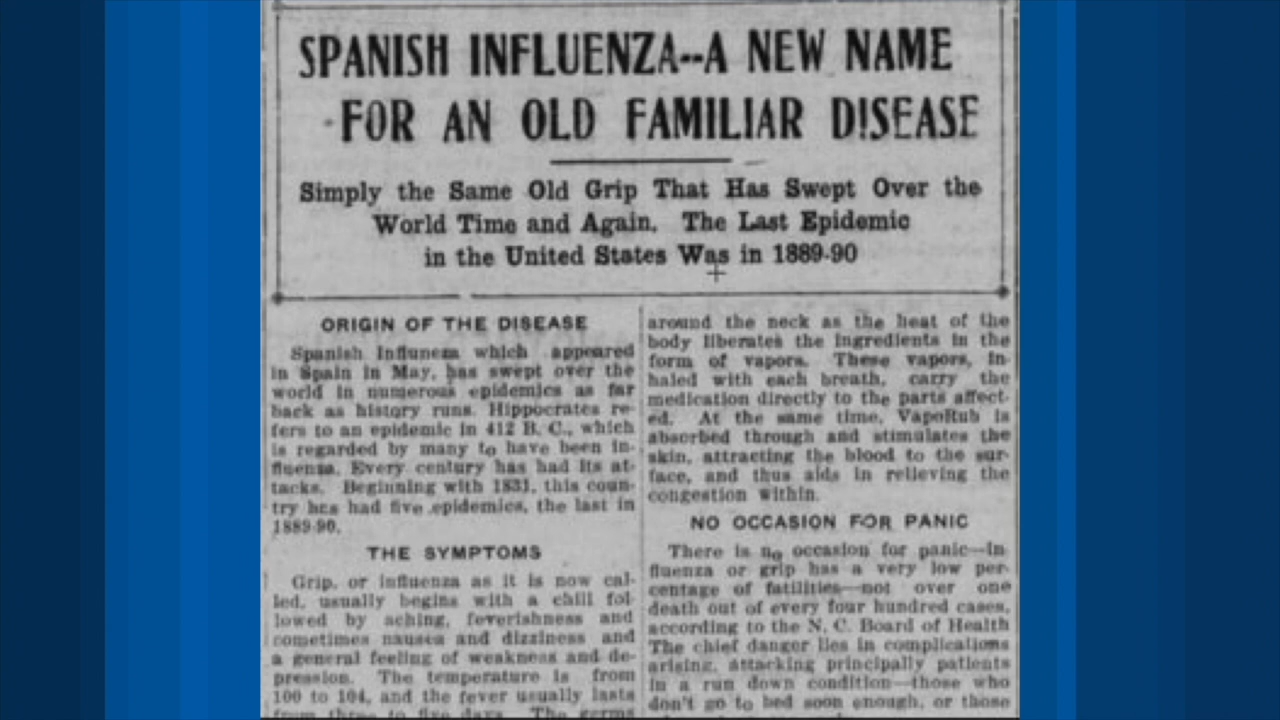 SPANISH INFLUENZA--A NEW NAME
FOR AN OLD FAMILIAR DISEASE
Simply the Same Old Grip That Has Swept Over the
World Time and Again. The Last Epidemic
in the United States Was in 1889-90
ORIGIN OF THE DISEASE
Spanish Influneza which appeared
in Spain in May, has swept over the
world in numerous epidemics as far
back as history runs. Hippocrates re-
fers to an epidemic in 412 B. C., which
is regarded by many to have been in-
fluenza. Every century has had its at-
tacks. Beginning with 1831, this coun-
try has had five epidemics, the last in
1889-90.
THE SYMPTOMS
Grip, or influenza as it is now cal-
led, usually begins with a chill fol-
lowed by aching, feverishness and
sometimes nausea and dizziness and
a general feeling of weakness and de-
pression. The temperature is from
100 to 104, and the fever usually lasts
from three to five days. The germs
around the neck as the heat of the
body liberates the ingredients in the
form of vapors. These vapors, in-
haled with each breath, carry the
medication directly to the parts affect-
ed. At the same time, VapoRub is
absorbed through and stimulates the
skin, attracting the blood to the sur-
face, and thus aids in relieving the
congestion within.
NO OCCASION FOR PANIC
There is no occasion for panic—in-
fluenza or grip has a very low per-
centage of fatilities—not over one
death out of every four hundred cases,
according to the N. C. Board of Health
The chief danger lies in complications
arising, attacking principally patients
in a run down condition—those who
don't go to bed soon enough, or those